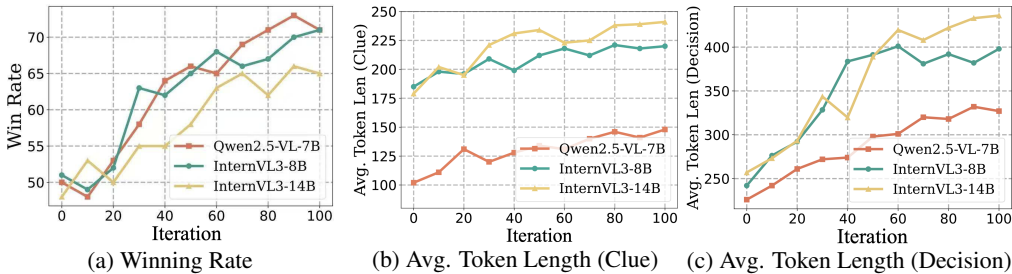 Win Rate
70
65
60
55
50
0 20 40 60 80 100
Iteration
Qwen2.5-VL-7B
InternVL3-8B
InternVL3-14B
(a) Winning Rate
Avg. Token Len (Clue)
250
225
200
175
150
125
100
0 20 40 60 80 100
Iteration
Qwen2.5-VL-7B
InternVL3-8B
InternVL3-14B
(b) Avg. Token Length (Clue)
Avg. Token Len (Decision)
400
350
300
250
0 20 40 60 80 100
Iteration
Qwen2.5-VL-7B
InternVL3-8B
InternVL3-14B
(c) Avg. Token Length (Decision)